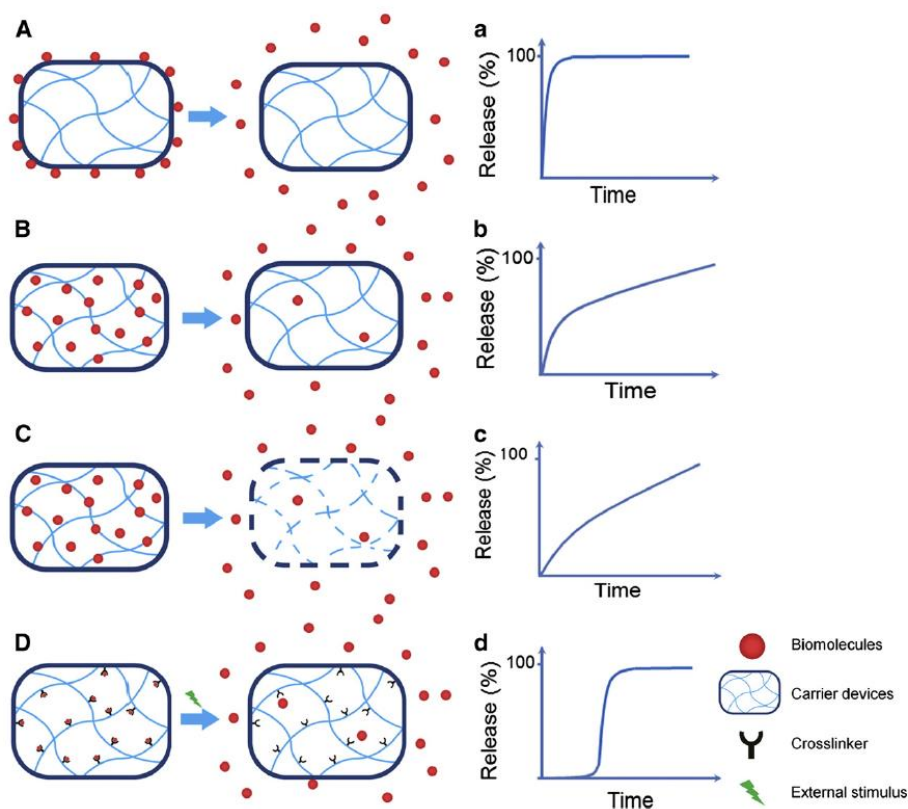 A
a
100
Release (%)
Time
B
b
100
Release (%)
Time
C
c
100
Release (%)
Time
D
d
100
Release (%)
Time
Biomolecules
Carrier devices
Crosslinker
External stimulus